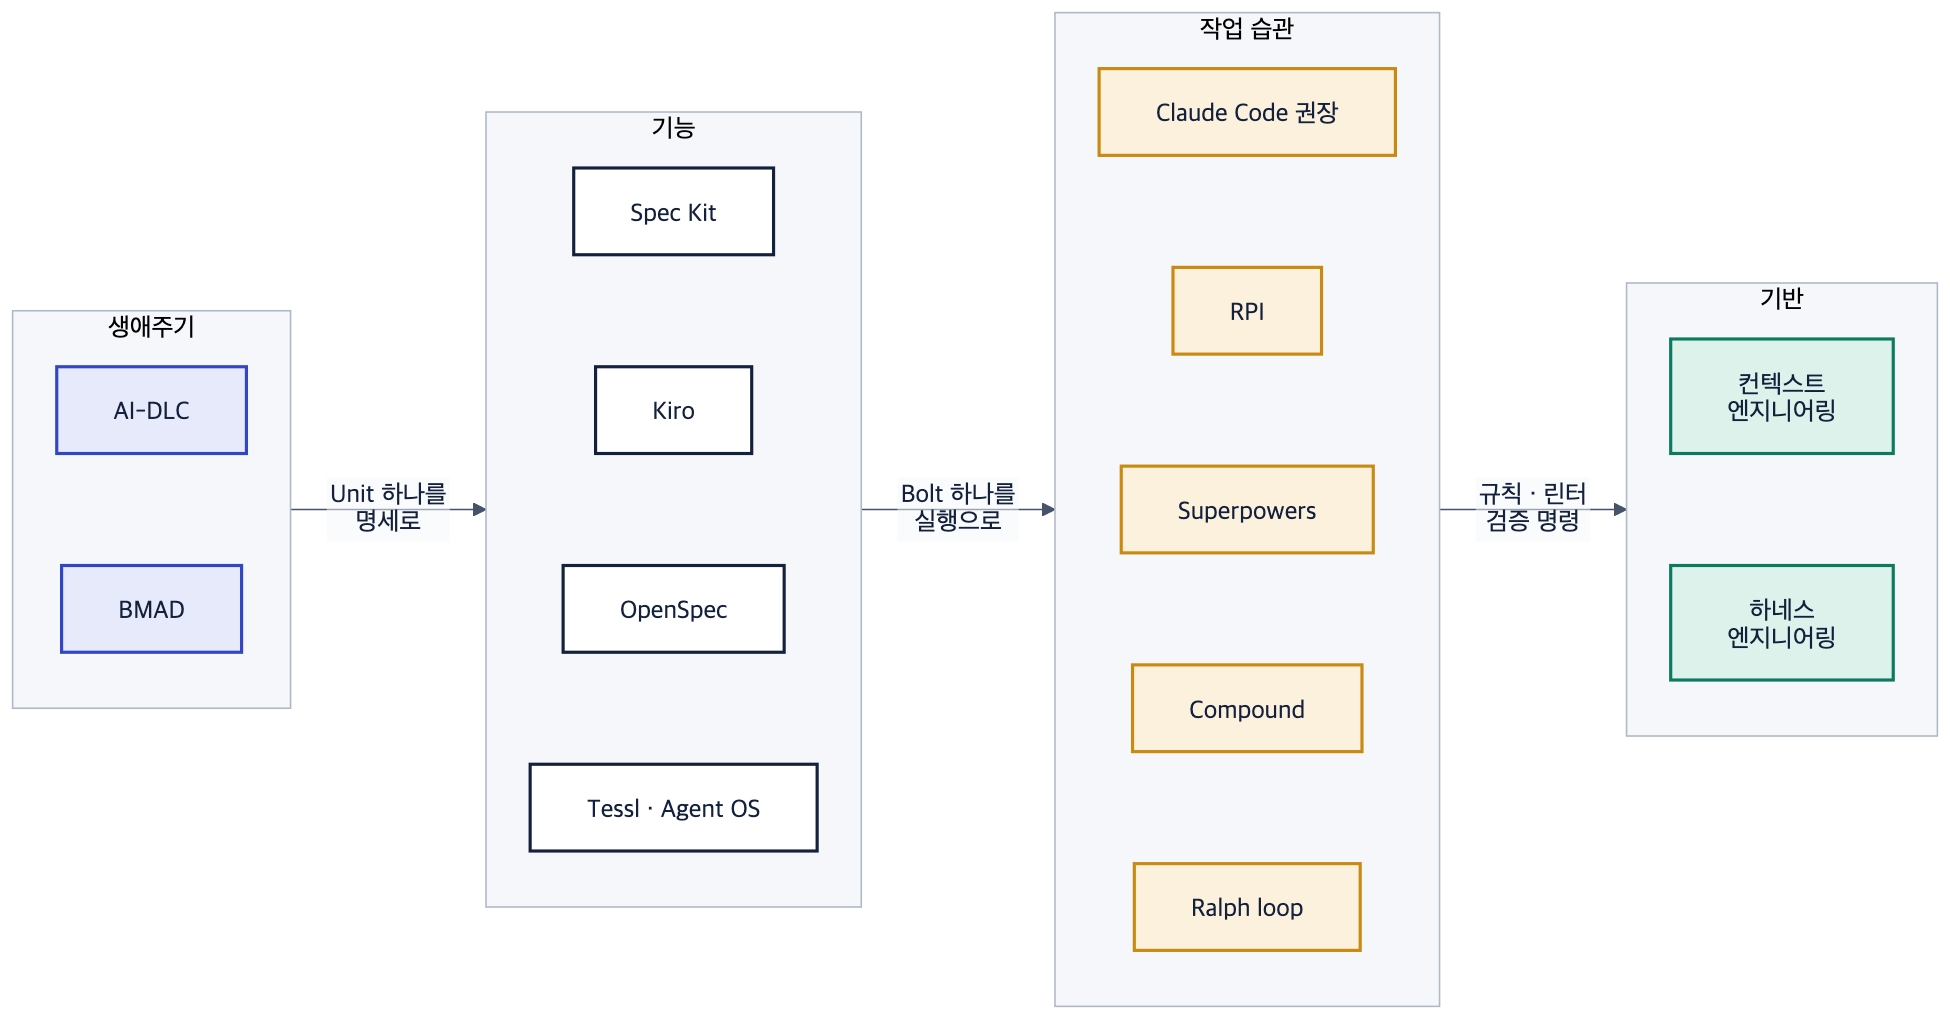 생애주기
AI-DLC
BMAD
Unit 하나를
명세로
기능
Spec Kit
Kiro
OpenSpec
Tessl · Agent OS
Bolt 하나를
실행으로
작업 습관
Claude Code 권장
RPI
Superpowers
Compound
Ralph loop
규칙 · 린터
검증 명령
기반
컨텍스트
엔지니어링
하네스
엔지니어링